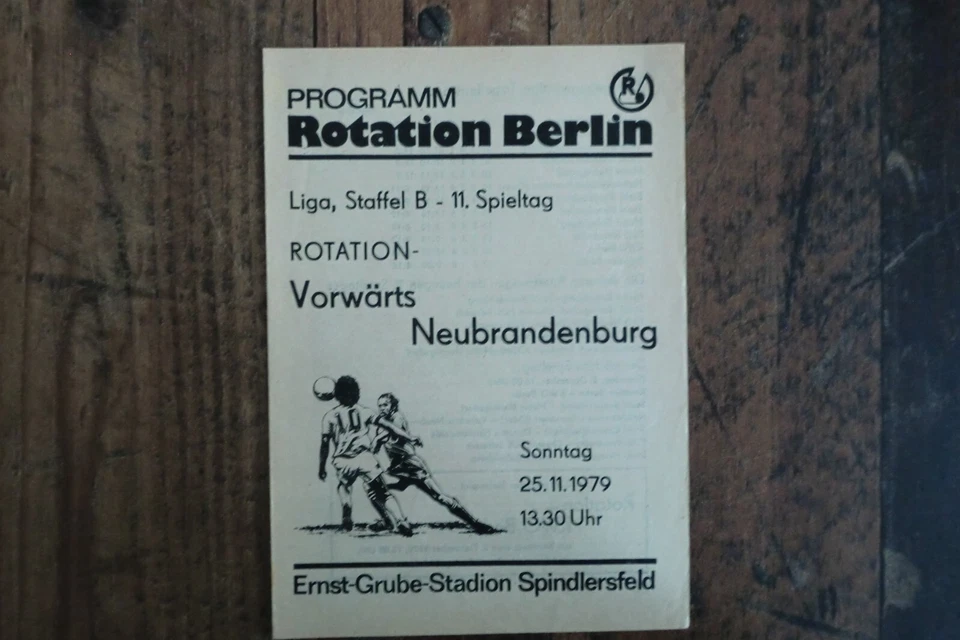 PROGRAMM
R
Rotation Berlin
Liga, Staffel B - 11. Spieltag
ROTATION-
Vorwärts
Neubrandenburg
10
Sonntag
25.11.1979
13.30 Uhr
Ernst-Grube-Stadion Spindlersfeld